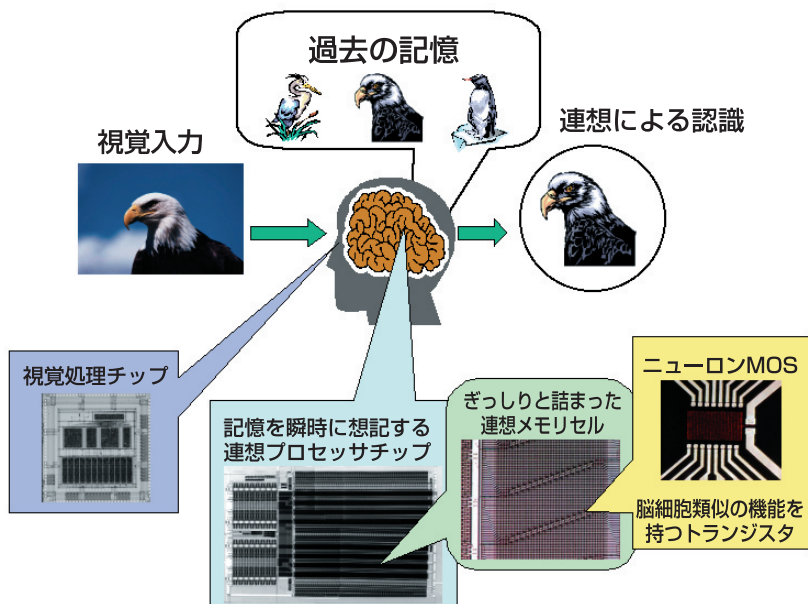 過去の記憶
視覚入力
連想による認識
視覚処理チップ
記憶を瞬時に想記する
連想プロセッサチップ
ぎっしりと詰まった
連想メモリセル
ニューロンMOS
脳細胞類似の機能を
持つトランジスタ